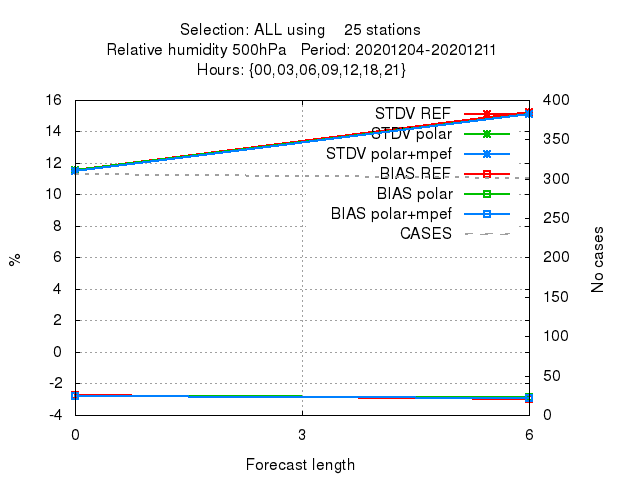 Selection: ALL using    25 stations
Relative humidity 500hPa   Period: 20201204-20201211
Hours: {00,03,06,09,12,18,21}
16
14
12
10
8
6
4
2
0
-2
-4
%
400
350
300
250
200
150
100
50
0
No cases
STDV REF
STDV polar
STDV polar+mpef
BIAS REF
BIAS polar
BIAS polar+mpef
CASES
0 3 6
Forecast length